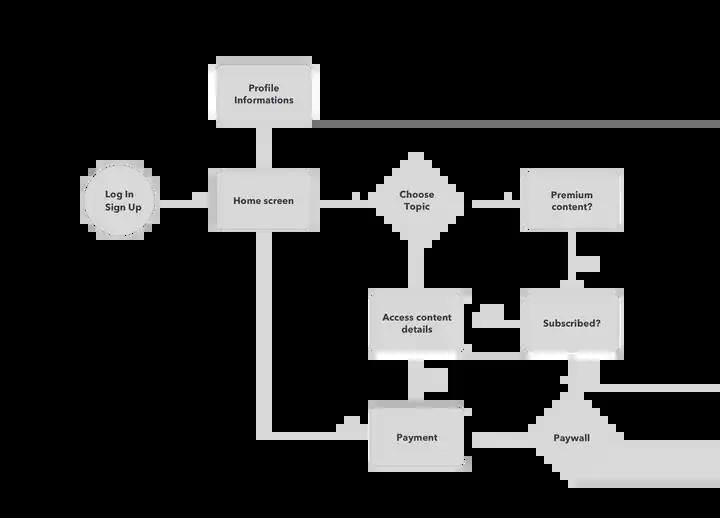 Profile
Informations
Log In
Sign Up
Home screen
Choose
Topic
Premium
content?
Access content
details
Subscribed?
Payment
Paywall